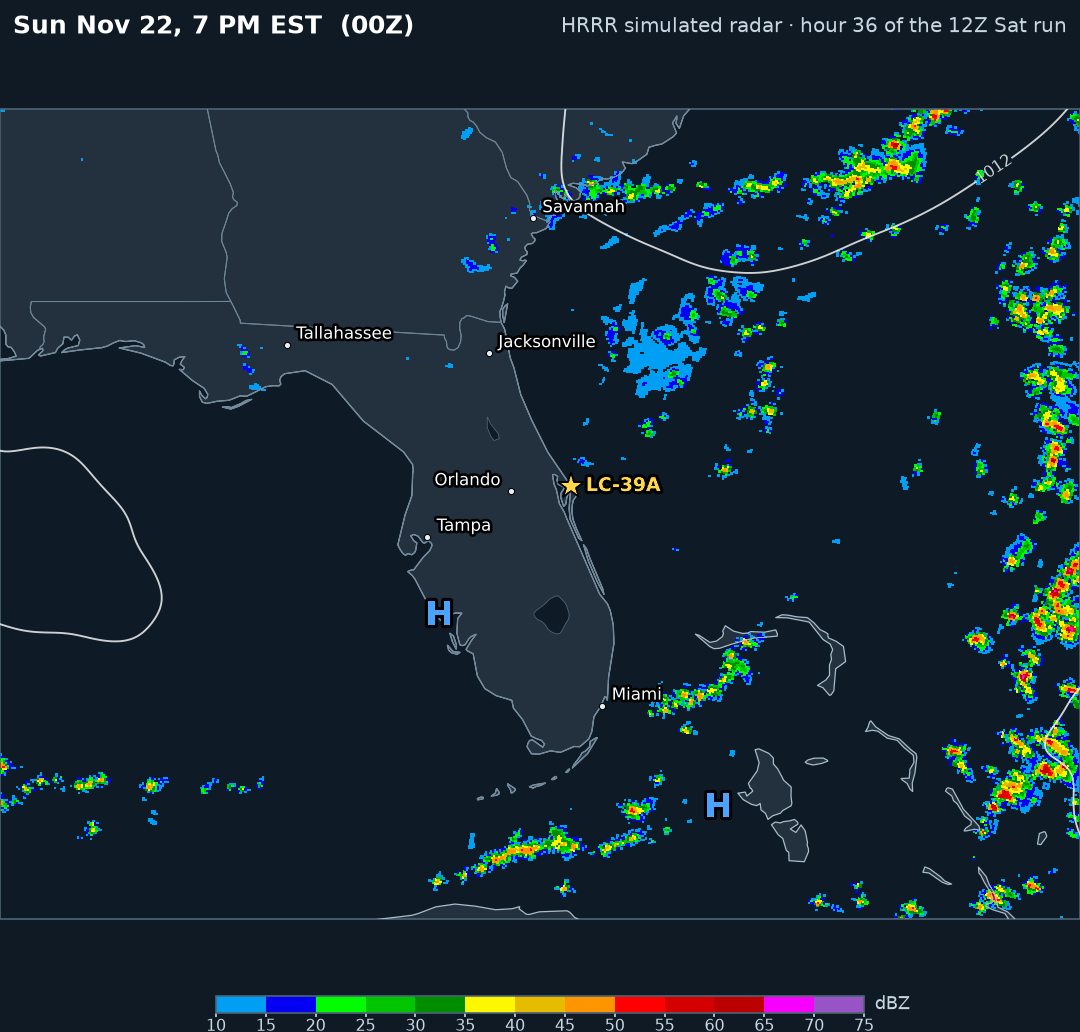 Sun Nov 22, 7 PM EST (00Z)
HRRR simulated radar · hour 36 of the 12Z Sat run
1012
Savannah
Tallahassee
Jacksonville
Orlando
LC-39A
Tampa
H
Miami
H
dBZ
10 15 20 25 30 35 40 45 50 55 60 65 70 75